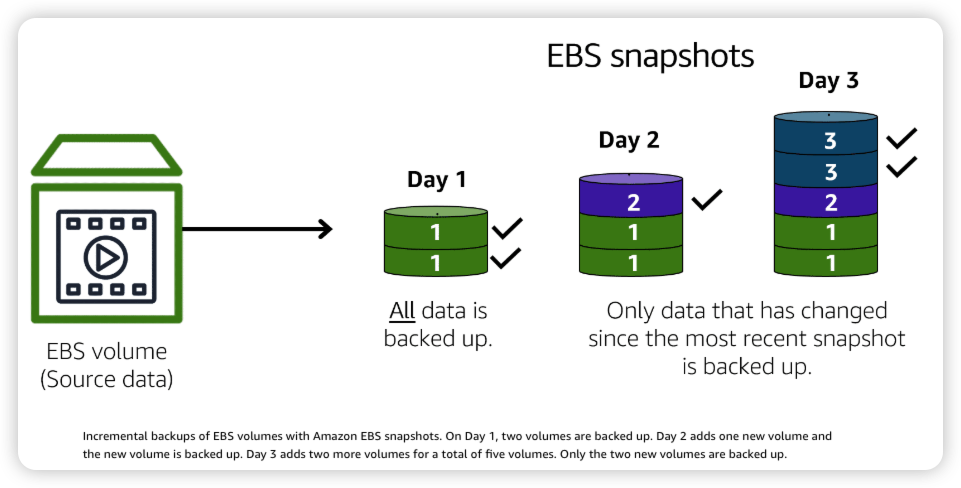 EBS snapshots
Day 1
1
1
Day 2
2
1
1
Day 3
3
3
2
1
1
EBS volume
(Source data)
All data is
backed up.
Only data that has changed
since the most recent snapshot
is backed up.
Incremental backups of EBS volumes with Amazon EBS snapshots. On Day 1, two volumes are backed up. Day 2 adds one new volume and
the new volume is backed up. Day 3 adds two more volumes for a total of five volumes. Only the two new volumes are backed up.